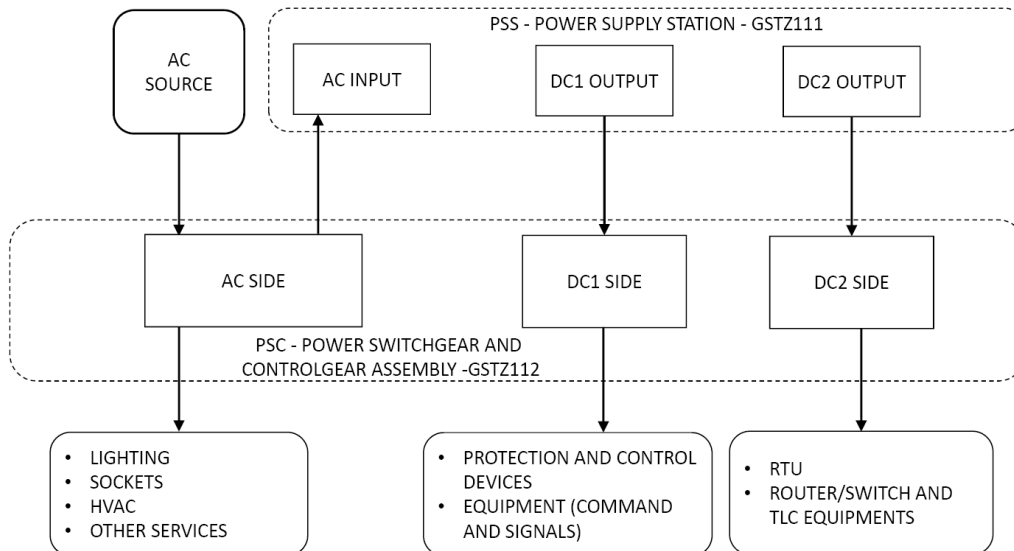 PSS - POWER SUPPLY STATION - GSTZ111
AC
SOURCE
AC INPUT
DC1 OUTPUT
DC2 OUTPUT
AC SIDE
DC1 SIDE
DC2 SIDE
PSC - POWER SWITCHGEAR AND
CONTROLGEAR ASSEMBLY -GSTZ112
• LIGHTING
• SOCKETS
• HVAC
• OTHER SERVICES
• PROTECTION AND CONTROL
DEVICES
• EQUIPMENT (COMMAND
AND SIGNALS)
• RTU
• ROUTER/SWITCH AND
TLC EQUIPMENTS